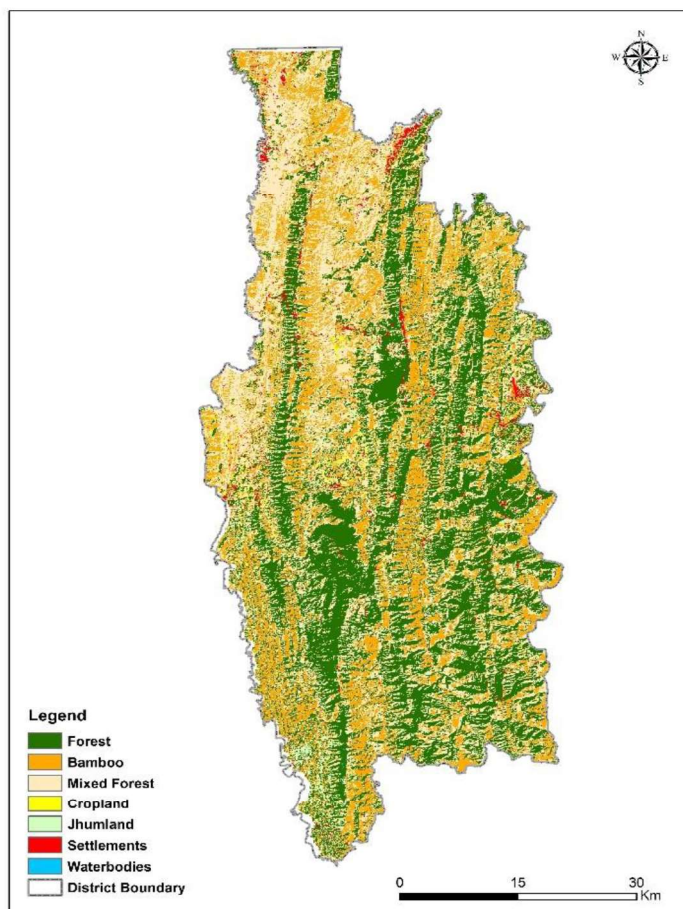 N
W E
S
Legend
Forest
Bamboo
Mixed Forest
Cropland
Jhumland
Settlements
Waterbodies
District Boundary
0 15 30
Km